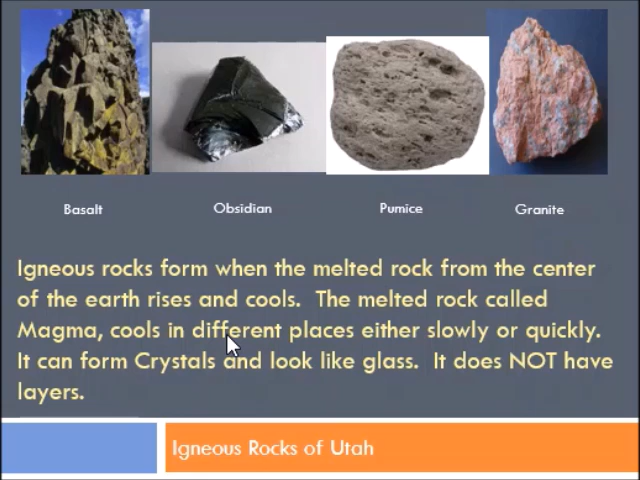 Basalt
Obsidian
Pumice
Granite
Igneous rocks form when the melted rock from the center
of the earth rises and cools.  The melted rock called
Magma, cools in different places either slowly or quickly.
It can form Crystals and look like glass.  It does NOT have
layers.
Igneous Rocks of Utah